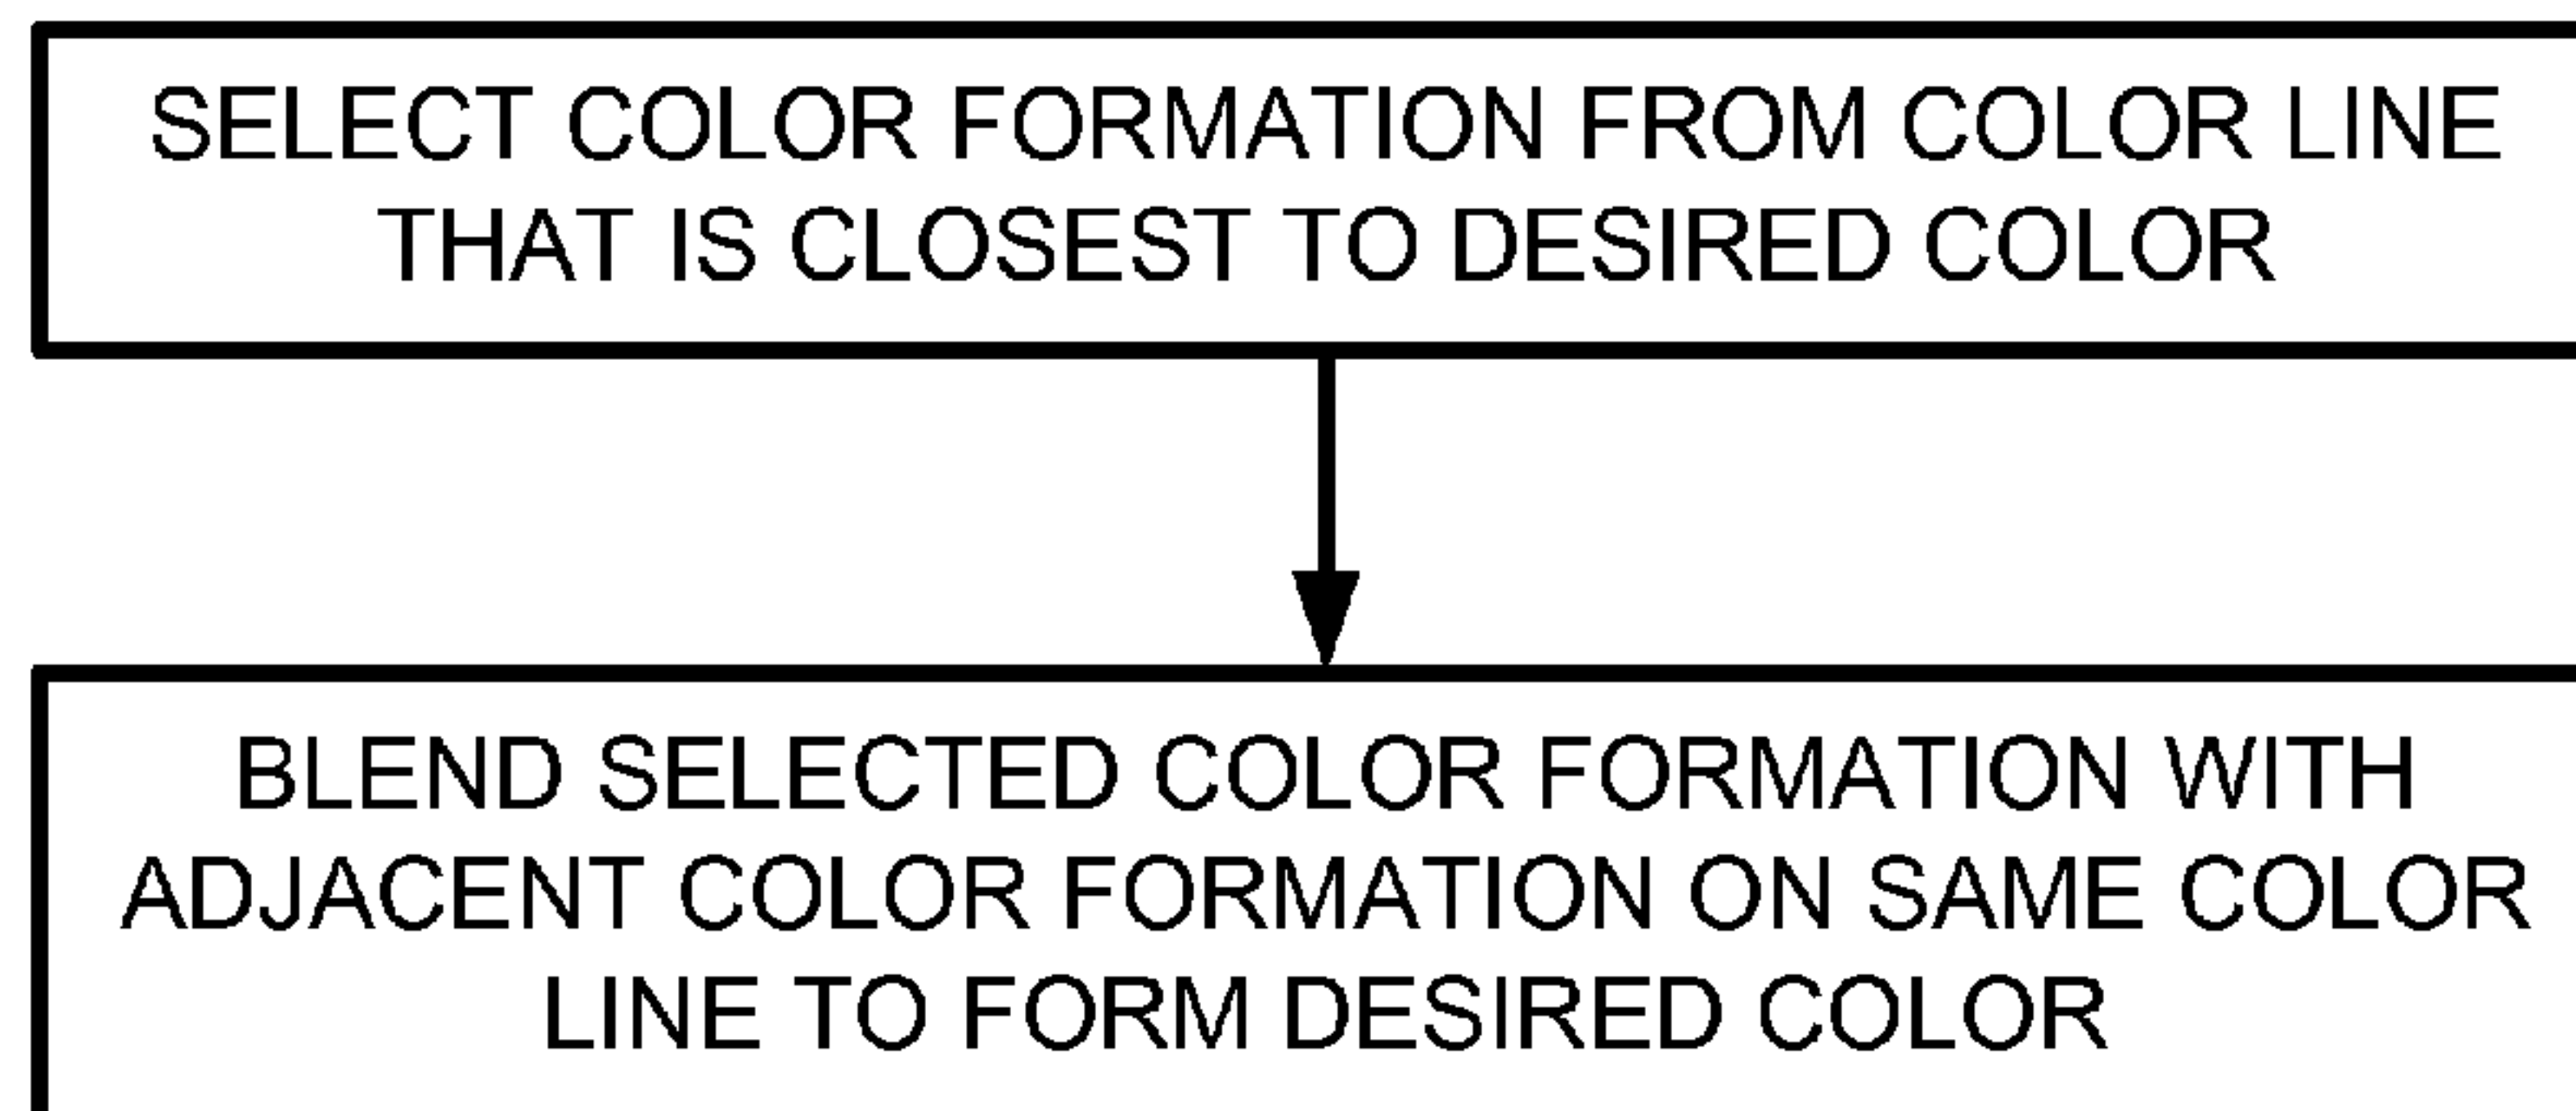 SELECT COLOR FORMATION FROM COLOR LINE
THAT IS CLOSEST TO DESIRED COLOR
BLEND SELECTED COLOR FORMATION WITH
ADJACENT COLOR FORMATION ON SAME COLOR
LINE TO FORM DESIRED COLOR